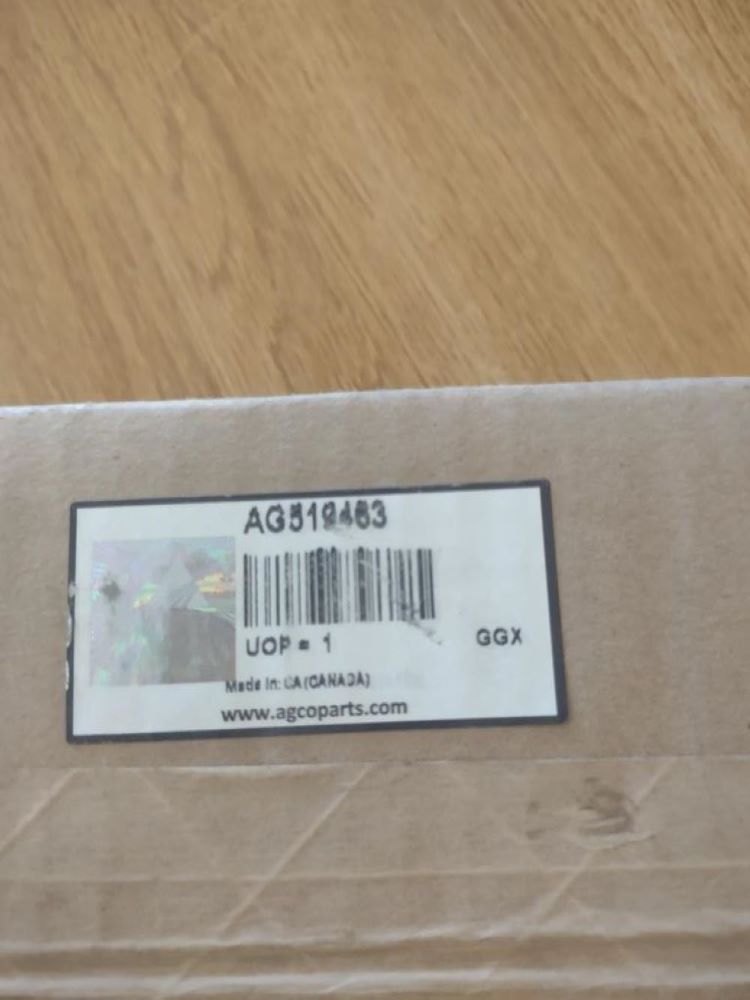 AG519463
UOP = 1
GGX
Made in: CA (CANADA)
www.agcoparts.com